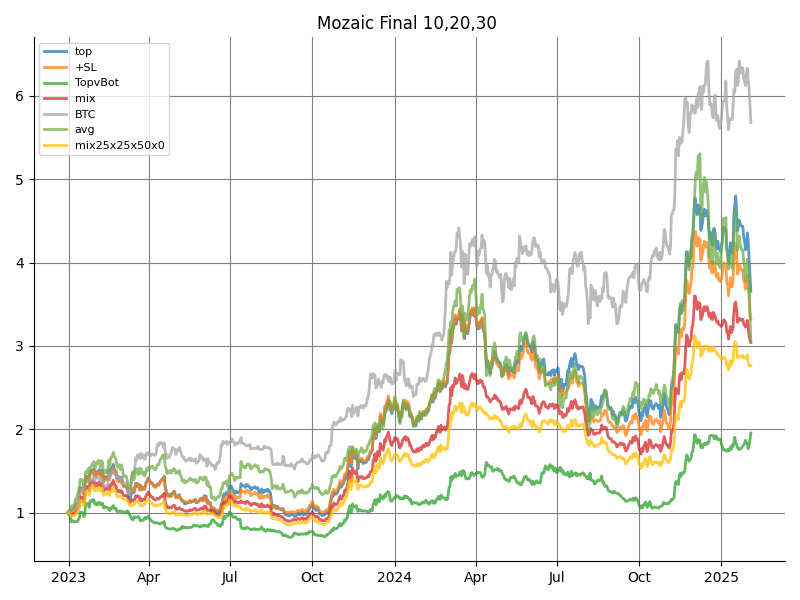 Mozaic Final 10,20,30
top
+SL
TopvBot
mix
BTC
avg
mix25x25x50x0
6
5
4
3
2
1
2023 Apr Jul Oct 2024 Apr Jul Oct 2025